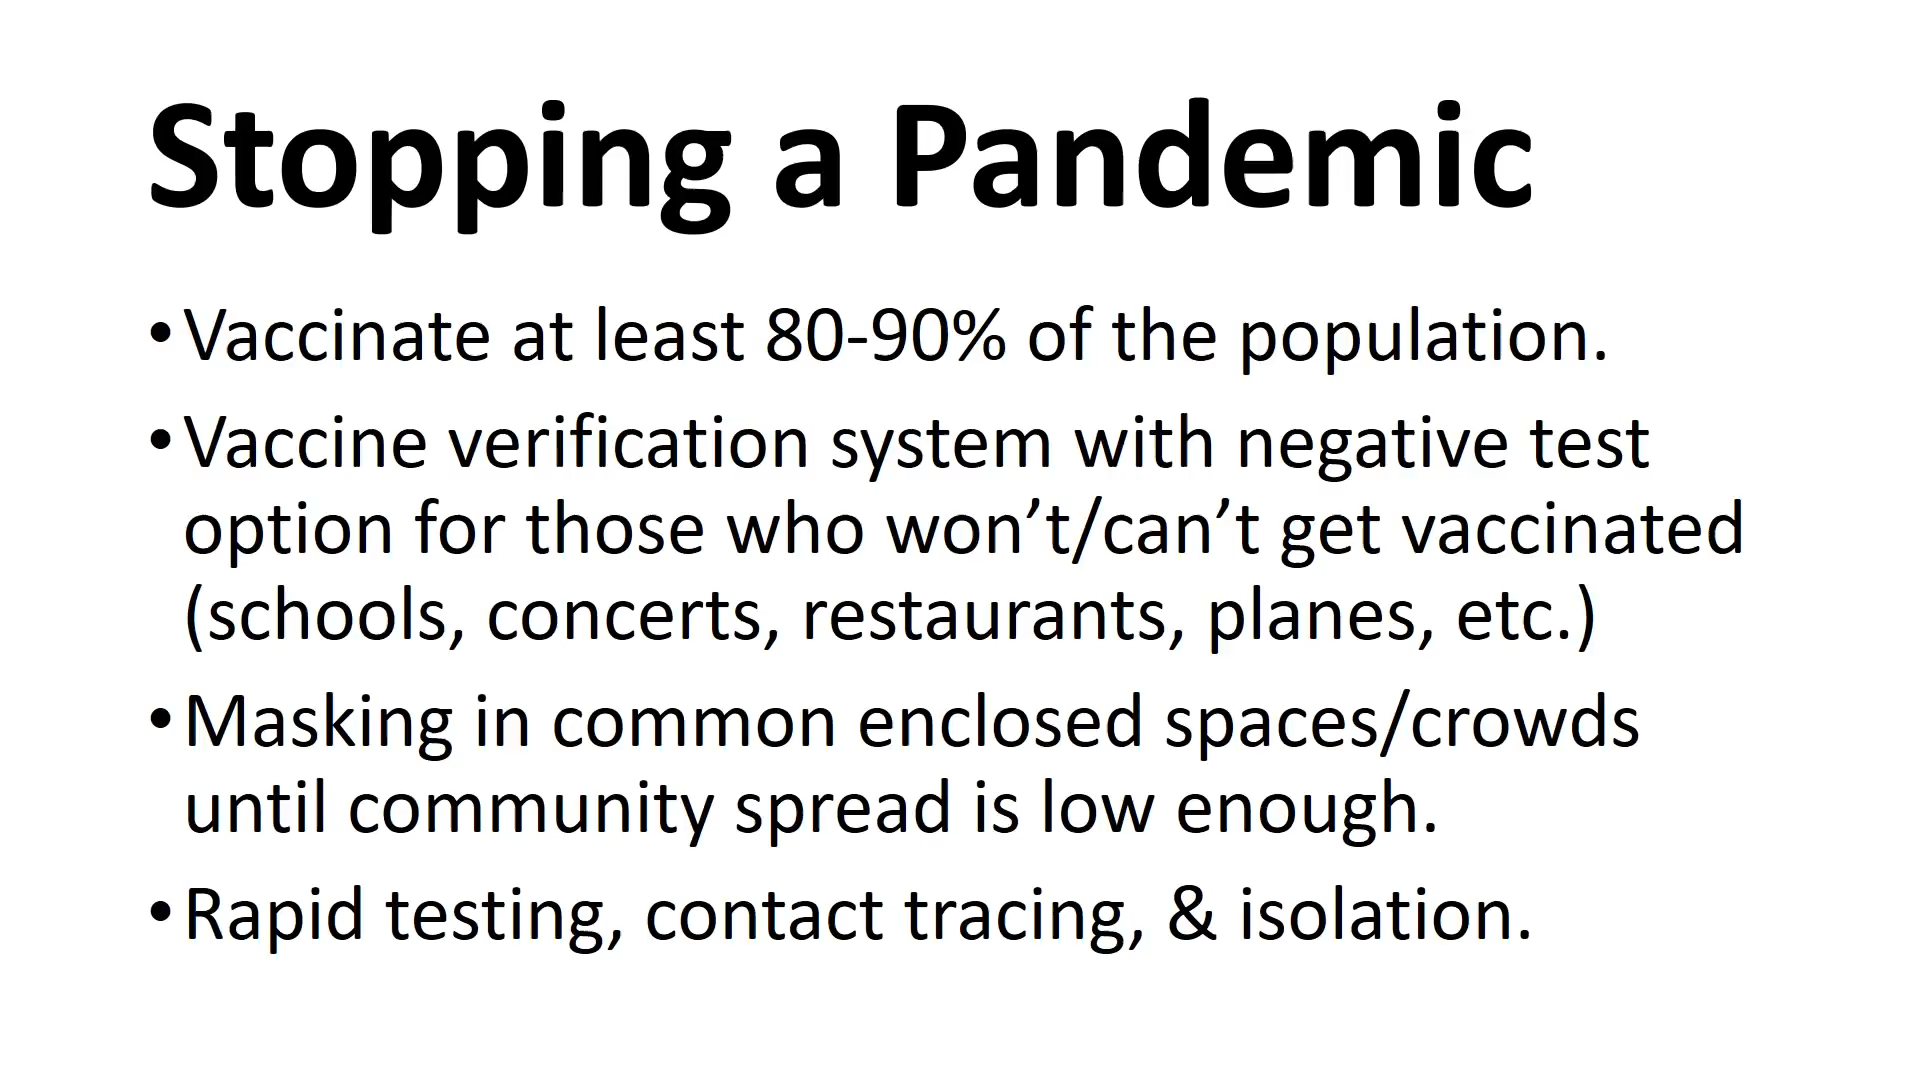 Stopping a Pandemic
•Vaccinate at least 80-90% of the population.
•Vaccine verification system with negative test
option for those who won’t/can’t get vaccinated
(schools, concerts, restaurants, planes, etc.)
•Masking in common enclosed spaces/crowds
until community spread is low enough.
•Rapid testing, contact tracing, & isolation.